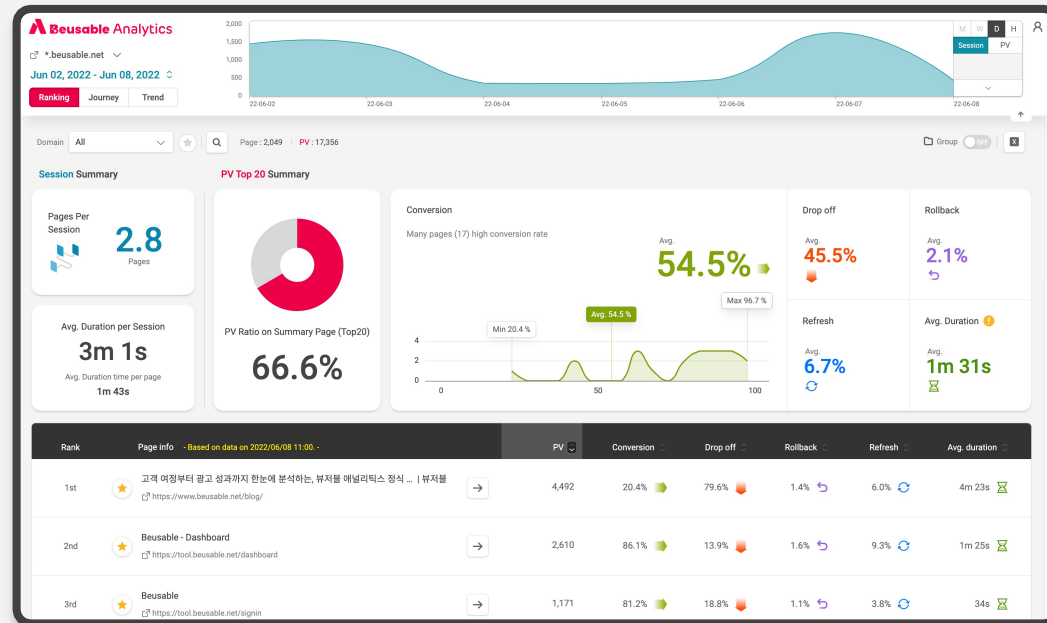 Beusable Analytics
*.beusable.net
Jun 02, 2022 - Jun 08, 2022
Ranking Journey Trend
2,000
1,500
1,000
500
0
22-06-02 22-06-03 22-06-04 22-06-05 22-06-06 22-06-07 22-06-08
M W D H
Session PV
Domain All Page : 2,049 PV : 17,356 Group OFF X
Session Summary
PV Top 20 Summary
Pages Per
Session
2.8
Pages
Avg. Duration per Session
3m 1s
Avg. Duration time per page
1m 43s
PV Ratio on Summary Page (Top20)
66.6%
Conversion
Many pages (17) high conversion rate
Avg.
54.5%
Max 96.7 %
Avg. 54.5 %
Min 20.4 %
4
2
0
0 50 100
Drop off
Avg.
45.5%
Rollback
Avg.
2.1%
Refresh
Avg.
6.7%
Avg. Duration !
Avg.
1m 31s
Rank Page info - Based on data on 2022/06/08 11:00. - PV Conversion Drop off Rollback Refresh Avg. duration
1st 고객 여정부터 광고 성과까지 한눈에 분석하는, 뷰저블 애널리틱스 정식 ... | 뷰저블 4,492 20.4% 79.6% 1.4% 6.0% 4m 23s
https://www.beusable.net/blog/
2nd Beusable - Dashboard 2,610 86.1% 13.9% 1.6% 9.3% 1m 25s
https://tool.beusable.net/dashboard
3rd Beusable 1,171 81.2% 18.8% 1.1% 3.8% 34s
https://tool.beusable.net/signin